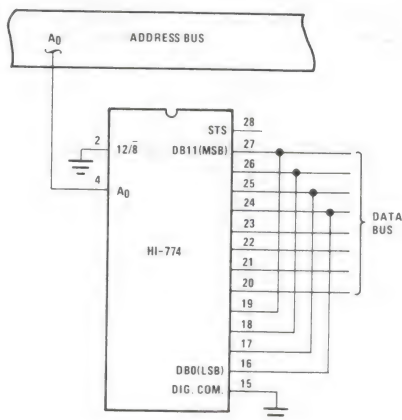 A0 ADDRESS BUS
STS 28
2 12/8̅ DB11(MSB) 27
26
4 A0 25
24
DATA
BUS
23
HI-774 22
21
20
19
18
17
DB0(LSB) 16
DIG. COM. 15